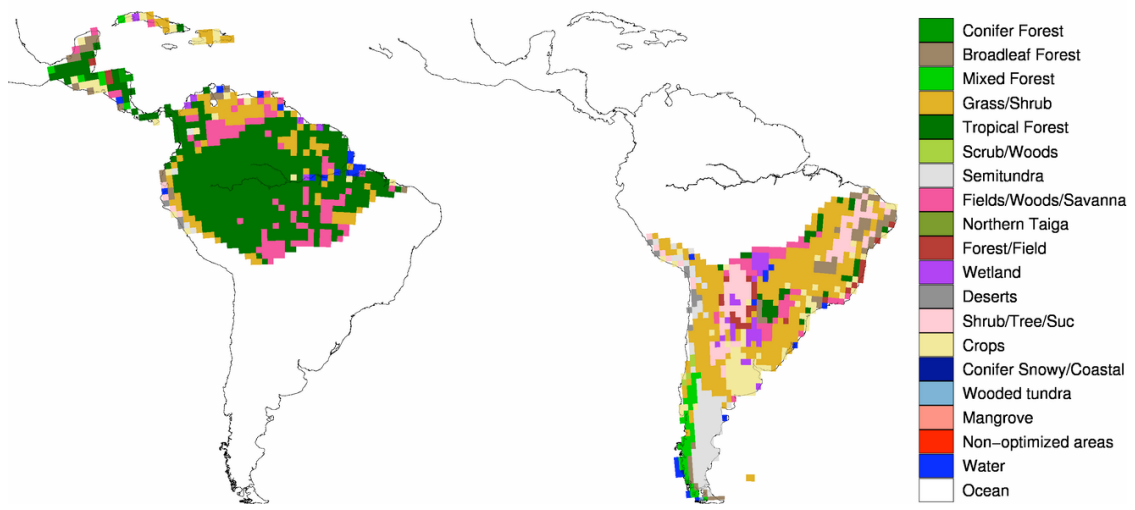 Conifer Forest
Broadleaf Forest
Mixed Forest
Grass/Shrub
Tropical Forest
Scrub/Woods
Semitundra
Fields/Woods/Savanna
Northern Taiga
Forest/Field
Wetland
Deserts
Shrub/Tree/Suc
Crops
Conifer Snowy/Coastal
Wooded tundra
Mangrove
Non−optimized areas
Water
Ocean